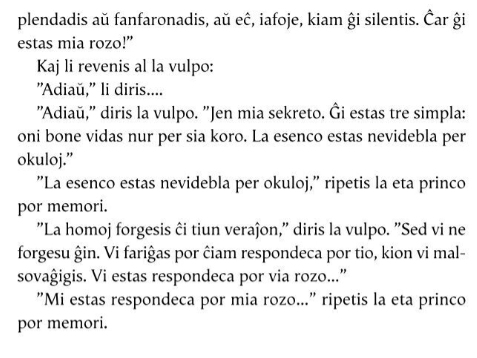 plendadis aŭ fanfaronadis, aŭ eĉ, iafoje, kiam ĝi silentis. Ĉar ĝi
estas mia rozo!”
Kaj li revenis al la vulpo:
”Adiaŭ,” li diris....
”Adiaŭ,” diris la vulpo. ”Jen mia sekreto. Ĝi estas tre simpla:
oni bone vidas nur per sia koro. La esenco estas nevidebla per
okuloj.”
”La esenco estas nevidebla per okuloj,” ripetis la eta princo
por memori.
”La homoj forgesis ĉi tiun veraĵon,” diris la vulpo. ”Sed vi ne
forgesu ĝin. Vi fariĝas por ĉiam respondeca por tio, kion vi mal-
sovaĝigis. Vi estas respondeca por via rozo...”
”Mi estas respondeca por mia rozo...” ripetis la eta princo
por memori.